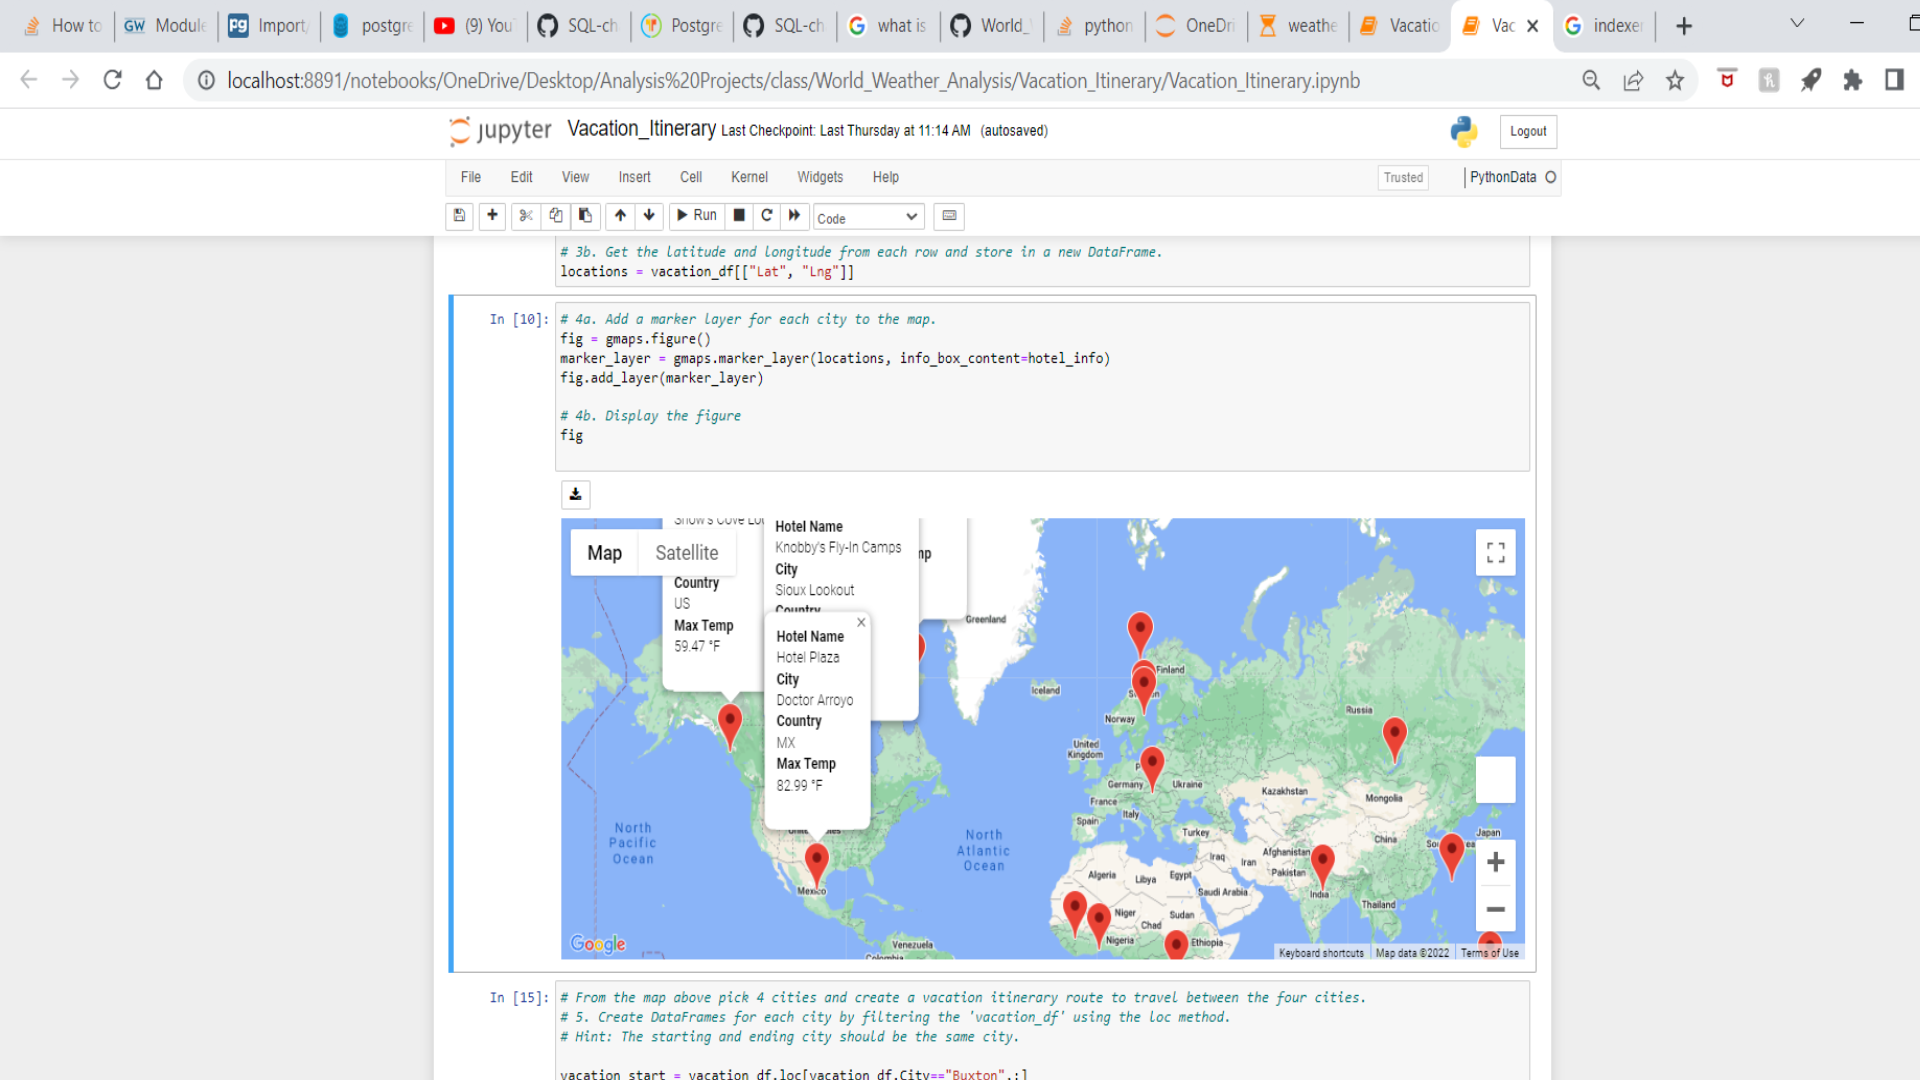 How to
GW Module
pg Import/
postgre
(9) You
SQL-ch
Postgre
SQL-ch
what is
World_
python
OneDri
weathe
Vacatio
Vac
indexer
localhost:8891/notebooks/OneDrive/Desktop/Analysis%20Projects/class/World_Weather_Analysis/Vacation_Itinerary/Vacation_Itinerary.ipynb
jupyter Vacation_Itinerary Last Checkpoint: Last Thursday at 11:14 AM (autosaved)
Logout
File Edit View Insert Cell Kernel Widgets Help
Trusted
PythonData
Run
Code
# 3b. Get the latitude and longitude from each row and store in a new DataFrame.
locations = vacation_df[["Lat", "Lng"]]
In [10]:
# 4a. Add a marker layer for each city to the map.
fig = gmaps.figure()
marker_layer = gmaps.marker_layer(locations, info_box_content=hotel_info)
fig.add_layer(marker_layer)
# 4b. Display the figure
fig
Map
Satellite
Country
US
Max Temp
59.47 °F
Hotel Name
Knobby's Fly-In Camps
City
Sioux Lookout
Country
mp
Hotel Name
Hotel Plaza
City
Doctor Arroyo
Country
MX
Max Temp
82.99 °F
Greenland
Iceland
Finland
Norway
Russia
United
Kingdom
Germany
Ukraine
France
Kazakhstan
Mongolia
Spain
Italy
Turkey
China
Japan
North
Pacific
Ocean
North
Atlantic
Ocean
Iraq
Iran
Afghanistan
Pakistan
Algeria
Libya
Egypt
Saudi Arabia
India
Mexico
Niger
Sudan
Chad
Thailand
Nigeria
Ethiopia
Venezuela
Colombia
Google
Keyboard shortcuts
Map data ©2022
Terms of Use
In [15]:
# From the map above pick 4 cities and create a vacation itinerary route to travel between the four cities.
# 5. Create DataFrames for each city by filtering the 'vacation_df' using the loc method.
# Hint: The starting and ending city should be the same city.
vacation_start = vacation_df.loc[vacation_df.City=="Buxton",:]